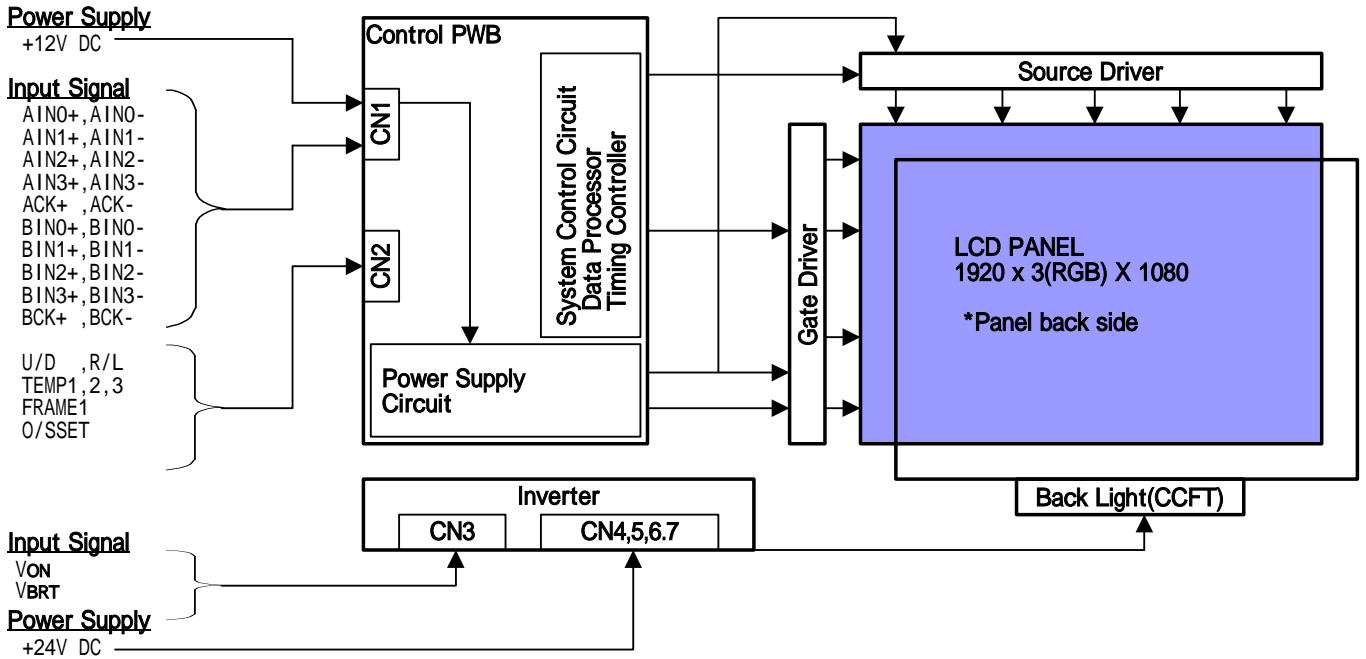 Power Supply
+12V DC
Input Signal
AIN0+,AIN0-
AIN1+,AIN1-
AIN2+,AIN2-
AIN3+,AIN3-
ACK+ ,ACK-
BIN0+,BIN0-
BIN1+,BIN1-
BIN2+,BIN2-
BIN3+,BIN3-
BCK+ ,BCK-
U/D ,R/L
TEMP1,2,3
FRAME1
O/SSET
Input Signal
VON
VBRT
Power Supply
+24V DC
Control PWB
CN1
CN2
System Control Circuit
Data Processor
Timing Controller
Power Supply
Circuit
Inverter
CN3
CN4,5,6.7
Source Driver
Gate Driver
LCD PANEL
1920 x 3(RGB) X 1080
*Panel back side
Back Light(CCFT)